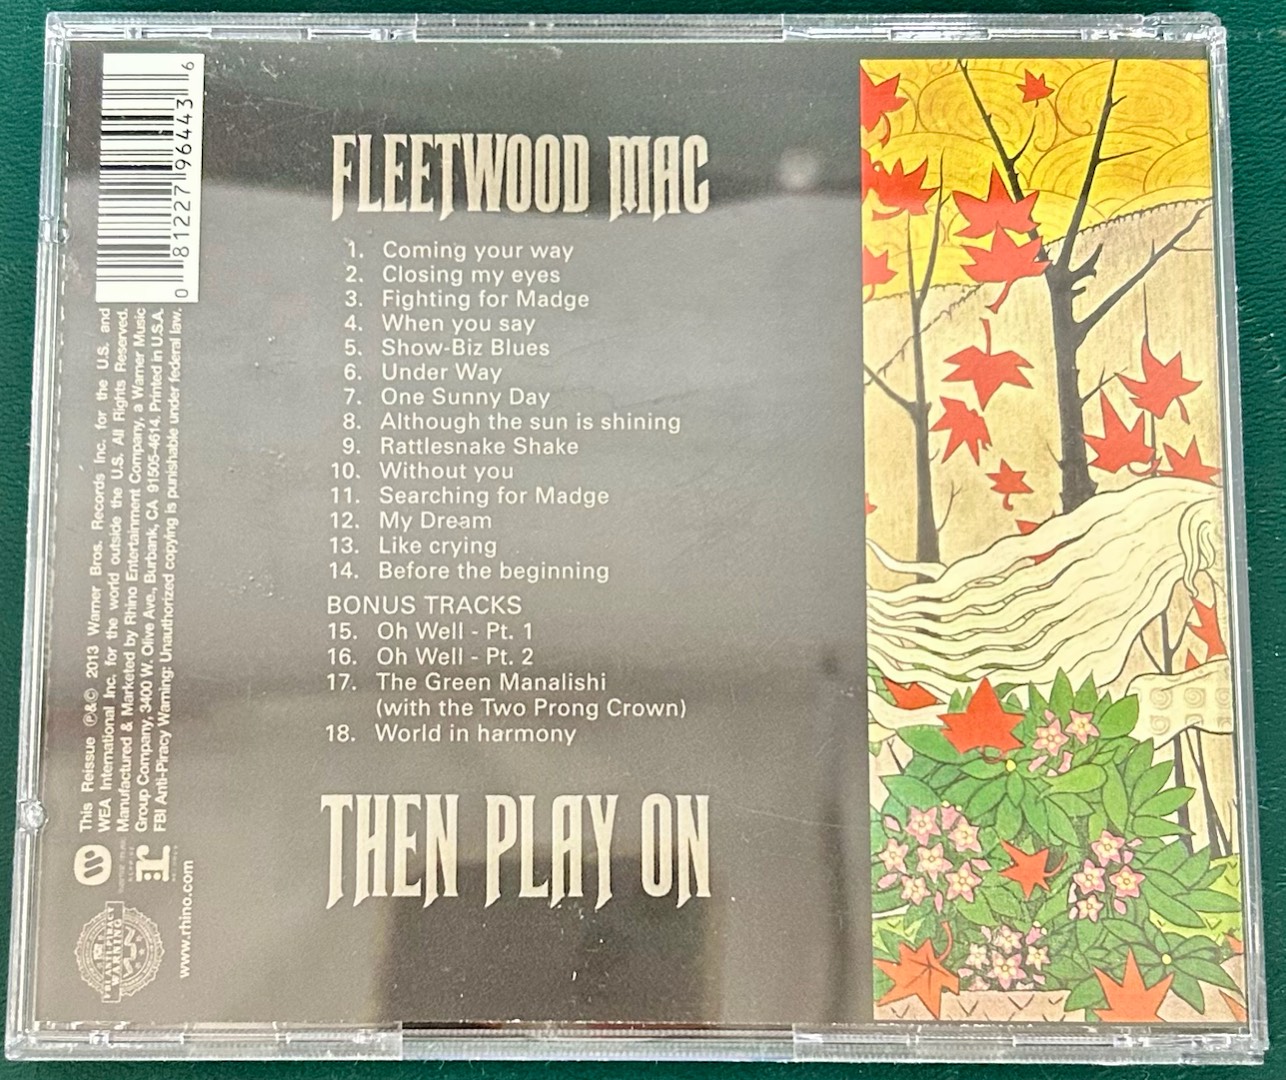 FLEETWOOD MAC
1. Coming your way
2. Closing my eyes
3. Fighting for Madge
4. When you say
5. Show-Biz Blues
6. Under Way
7. One Sunny Day
8. Although the sun is shining
9. Rattlesnake Shake
10. Without you
11. Searching for Madge
12. My Dream
13. Like crying
14. Before the beginning
BONUS TRACKS
15. Oh Well - Pt. 1
16. Oh Well - Pt. 2
17. The Green Manalishi
(with the Two Prong Crown)
18. World in harmony
THEN PLAY ON
0 81227 96443 6
This Reissue ℗&© 2013 Warner Bros. Records Inc. for the U.S. and
WEA International Inc. for the world outside the U.S. All Rights Reserved.
Manufactured & Marketed by Rhino Entertainment Company, a Warner Music
Group Company, 3400 W. Olive Ave., Burbank, CA 91505-4614. Printed in U.S.A.
FBI Anti-Piracy Warning: Unauthorized copying is punishable under federal law.
www.rhino.com
FBI ANTI-PIRACY
WARNING